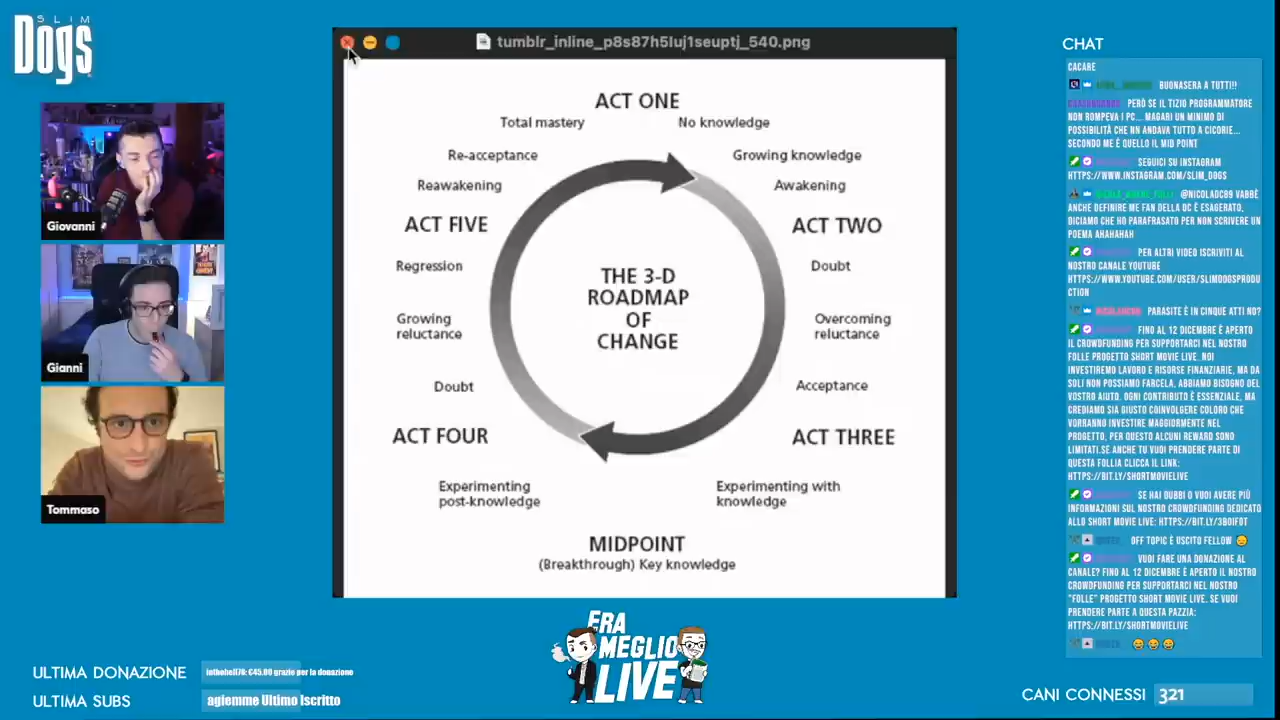 SLIM
Dogs
tumblr_inline_p8s87h5luj1seuptj_540.png
CHAT
Giovanni
Gianni
Tommaso
ACT ONE
Total mastery
No knowledge
Re-acceptance
Growing knowledge
Reawakening
Awakening
ACT FIVE
ACT TWO
Regression
Doubt
THE 3-D
ROADMAP
OF
CHANGE
Growing
reluctance
Overcoming
reluctance
Doubt
Acceptance
ACT FOUR
ACT THREE
Experimenting
post-knowledge
Experimenting with
knowledge
MIDPOINT
(Breakthrough) Key knowledge
CACARE
BUONASERA A TUTTI!!
PERÒ SE IL TIZIO PROGRAMMATORE
NON ROMPEVA I PC... MAGARI UN MINIMO DI
POSSIBILITÀ CHE NN ANDAVA TUTTO A CICORIE...
SECONDO ME È QUELLO IL MID POINT
SEGUICI SU INSTAGRAM
HTTPS://WWW.INSTAGRAM.COM/SLIM_DOGS
@NICOLADC89 VABBÈ
ANCHE DEFINIRE ME FAN DELLA DC È ESAGERATO,
DICIAMO CHE HO PARAFRASATO PER NON SCRIVERE UN
POEMA AHAHAHAH
PER ALTRI VIDEO ISCRIVITI AL
NOSTRO CANALE YOUTUBE
HTTPS://WWW.YOUTUBE.COM/USER/SLIMDOGSPRODU
CTION
PARASITE È IN CINQUE ATTI NO?
FINO AL 12 DICEMBRE È APERTO
IL CROWDFUNDING PER SUPPORTARCI NEL NOSTRO
FOLLE PROGETTO SHORT MOVIE LIVE. NOI
INVESTIREMO LAVORO E RISORSE FINANZIARIE, MA DA
SOLI NON POSSIAMO FARCELA, ABBIAMO BISOGNO DEL
VOSTRO AIUTO. OGNI CONTRIBUTO È ESSENZIALE, MA
CREDIAMO SIA GIUSTO COINVOLGERE COLORO CHE
VORRANNO INVESTIRE MAGGIORMENTE NEL
PROGETTO, PER QUESTO ALCUNI REWARD SONO
LIMITATI.SE ANCHE TU VUOI PRENDERE PARTE DI
QUESTA FOLLIA CLICCA IL LINK:
HTTPS://BIT.LY/SHORTMOVIELIVE
SE HAI DUBBI O VUOI AVERE PIÙ
INFORMAZIONI SUL NOSTRO CROWDFUNDING DEDICATO
ALLO SHORT MOVIE LIVE: HTTPS://BIT.LY/3BOIFOT
OFF TOPIC È USCITO FELLOW
VUOI FARE UNA DONAZIONE AL
CANALE? FINO AL 12 DICEMBRE È APERTO IL NOSTRO
CROWDFUNDING PER SUPPORTARCI NEL NOSTRO
"FOLLE" PROGETTO SHORT MOVIE LIVE. SE VUOI
PRENDERE PARTE A QUESTA PAZZIA:
HTTPS://BIT.LY/SHORTMOVIELIVE
ERA
MEGLIO
LIVE
ULTIMA DONAZIONE
inthehell76: €45.00 grazie per la donazione
ULTIMA SUBS
agiemme Ultimo Iscritto
CANI CONNESSI
321